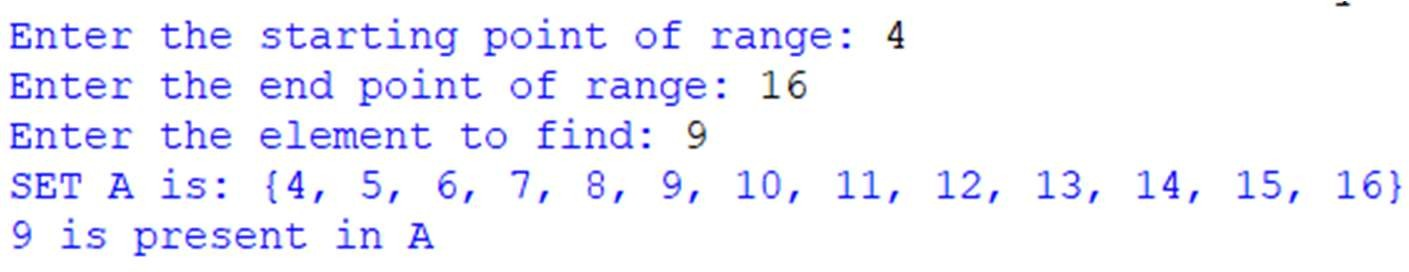 Enter the starting point of range: 4
Enter the end point of range: 16
Enter the element to find: 9
SET A is: {4, 5, 6, 7, 8, 9, 10, 11, 12, 13, 14, 15, 16}
9 is present in A